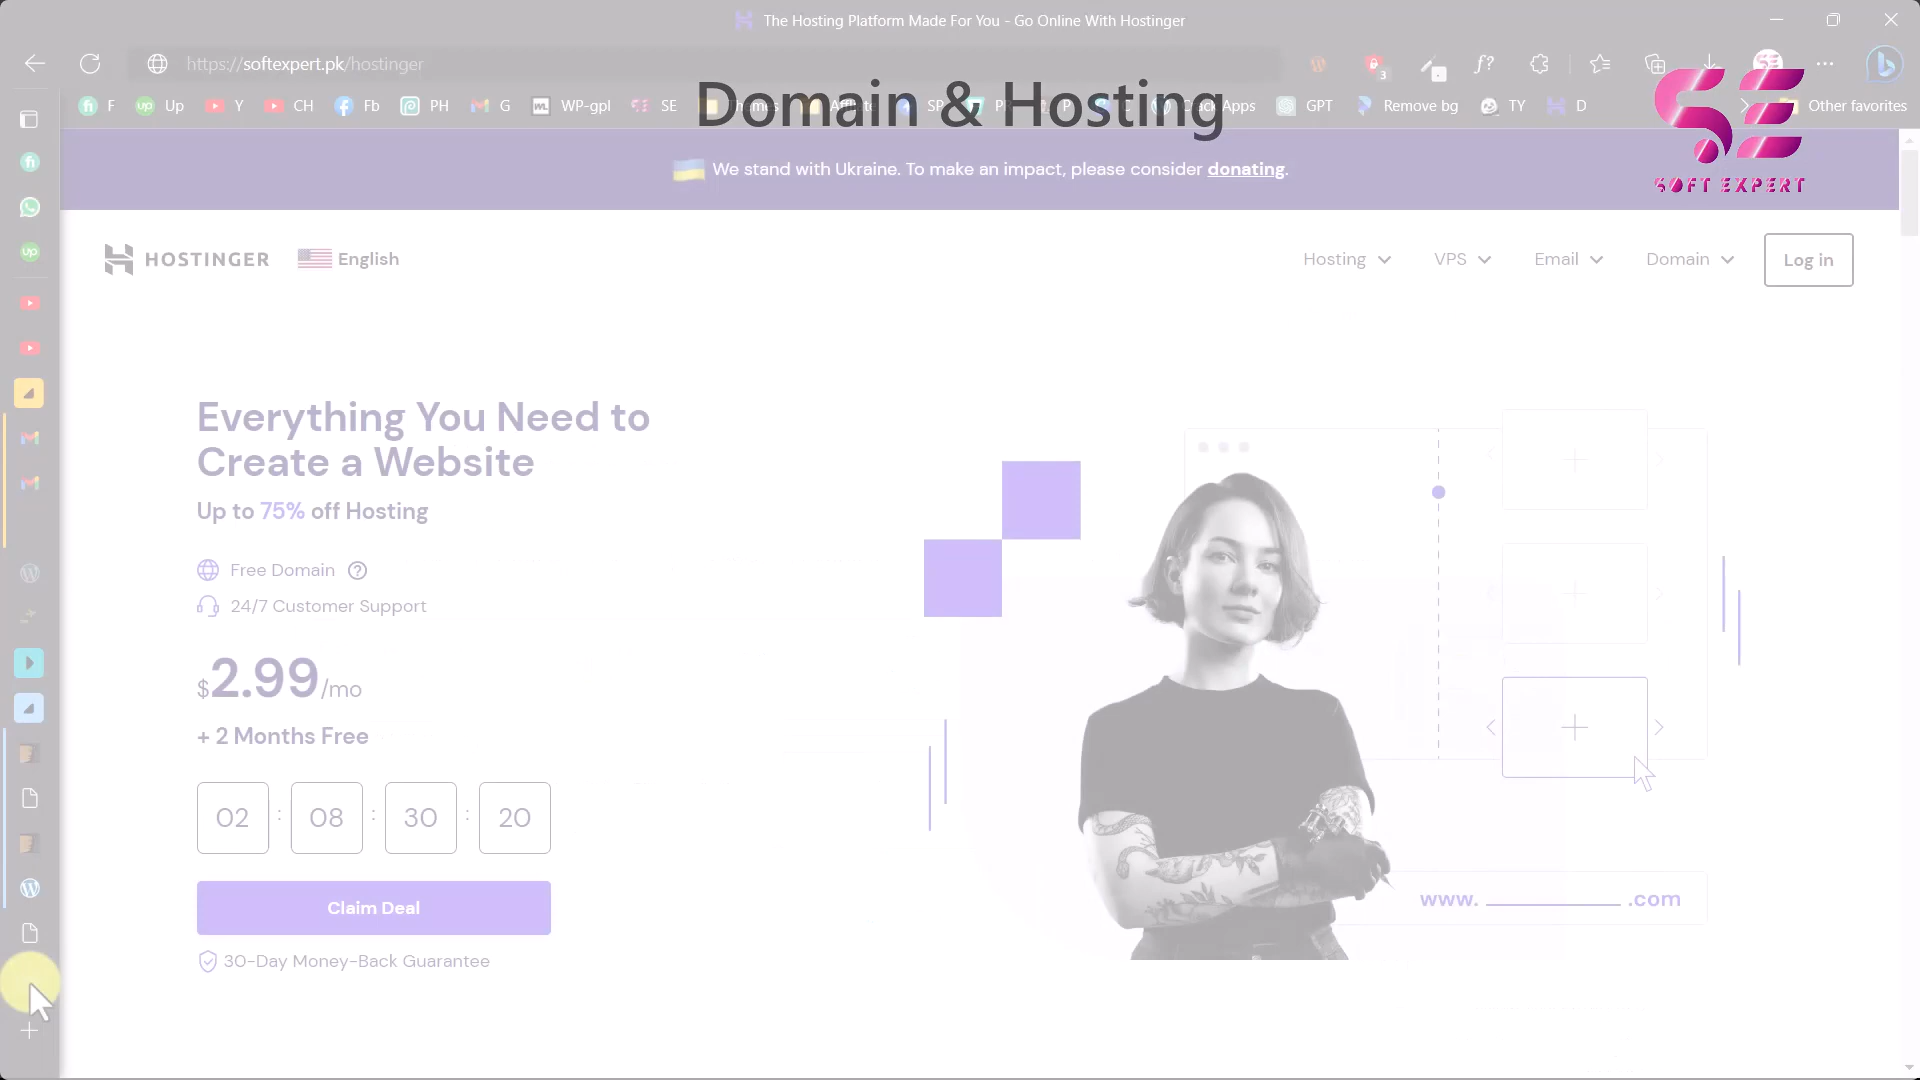 The Hosting Platform Made For You - Go Online With Hostinger
https://softexpert.pk/hostinger
3
Domain & Hosting
F
Up
Y
CH
Fb
PH
G
WP-gpl
SE
SP
GPT
Remove bg
TY
D
Other favorites
SOFT EXPERT
We stand with Ukraine. To make an impact, please consider donating.
HOSTINGER
English
Hosting
VPS
Email
Domain
Log in
Everything You Need to
Create a Website
Up to 75% off Hosting
Free Domain
24/7 Customer Support
$2.99/mo
+ 2 Months Free
02 : 08 : 30 : 20
Claim Deal
30-Day Money-Back Guarantee
www. .com